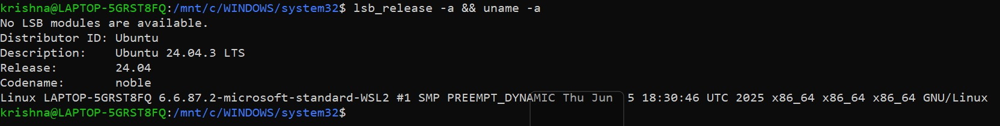 krishna@LAPTOP-5GRST8FQ:/mnt/c/WINDOWS/system32$ lsb_release -a && uname -a
No LSB modules are available.
Distributor ID: Ubuntu
Description:    Ubuntu 24.04.3 LTS
Release:        24.04
Codename:       noble
Linux LAPTOP-5GRST8FQ 6.6.87.2-microsoft-standard-WSL2 #1 SMP PREEMPT_DYNAMIC Thu Jun  5 18:30:46 UTC 2025 x86_64 x86_64 x86_64 GNU/Linux
krishna@LAPTOP-5GRST8FQ:/mnt/c/WINDOWS/system32$